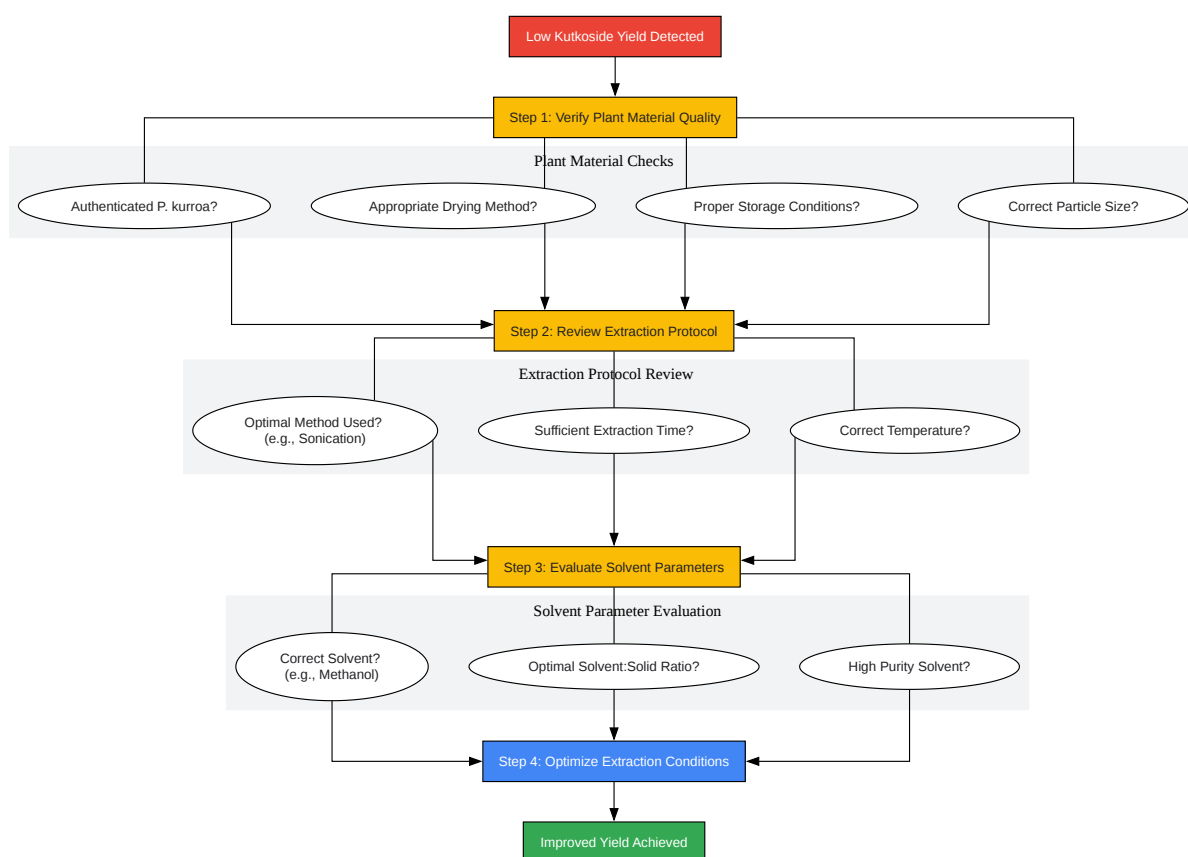 Low Kutkoside Yield Detected
Step 1: Verify Plant Material Quality
Plant Material Checks
Authenticated P. kurroa?
Appropriate Drying Method?
Proper Storage Conditions?
Correct Particle Size?
Step 2: Review Extraction Protocol
Extraction Protocol Review
Optimal Method Used?
(e.g., Sonication)
Sufficient Extraction Time?
Correct Temperature?
Step 3: Evaluate Solvent Parameters
Solvent Parameter Evaluation
Correct Solvent?
(e.g., Methanol)
Optimal Solvent:Solid Ratio?
High Purity Solvent?
Step 4: Optimize Extraction Conditions
Improved Yield Achieved